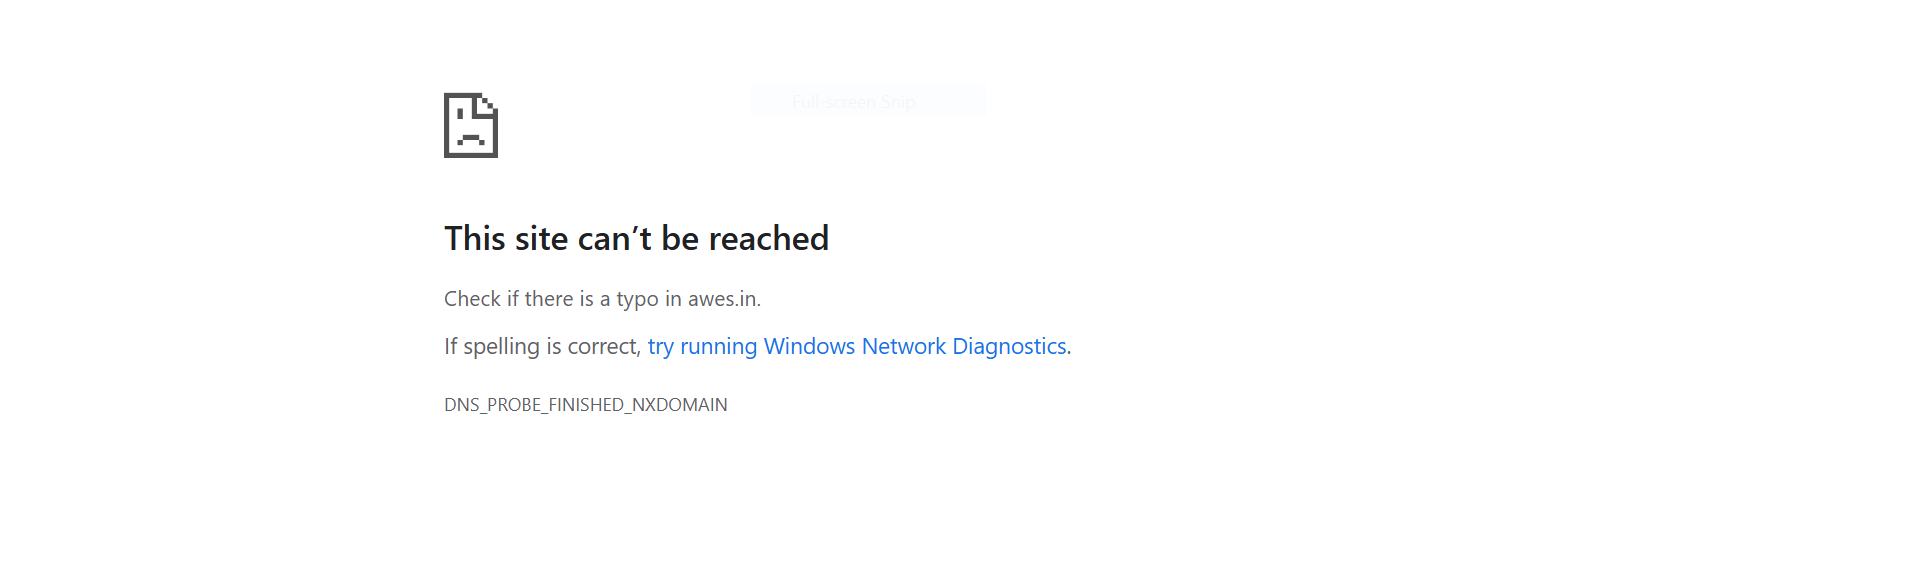 Full-screen Snip
This site can’t be reached
Check if there is a typo in awes.in.
If spelling is correct, try running Windows Network Diagnostics.
DNS_PROBE_FINISHED_NXDOMAIN